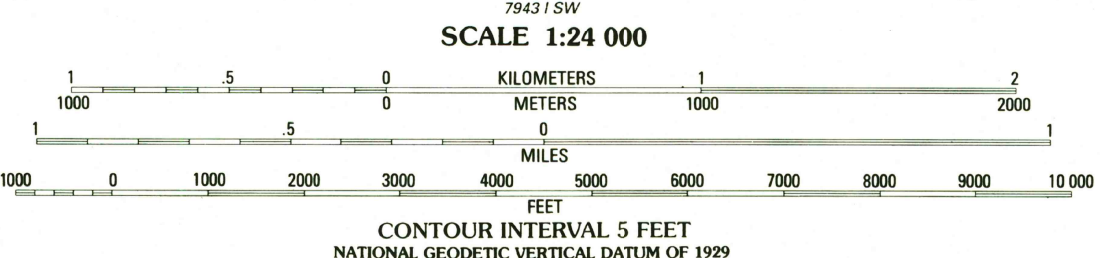 7943 I SW
SCALE 1:24 000
1 .5 0 KILOMETERS 1 2
1000 0 METERS 1000 2000
1 .5 0 1
MILES
1000 0 1000 2000 3000 4000 5000 6000 7000 8000 9000 10 000
FEET
CONTOUR INTERVAL 5 FEET
NATIONAL GEODETIC VERTICAL DATUM OF 1929